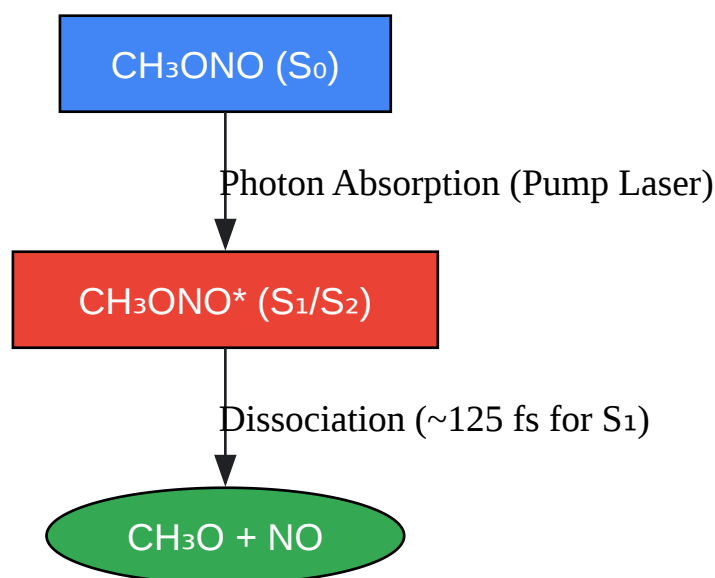 CH₃ONO (S₀)
Photon Absorption (Pump Laser)
CH₃ONO* (S₁/S₂)
Dissociation (~125 fs for S₁)
CH₃O + NO